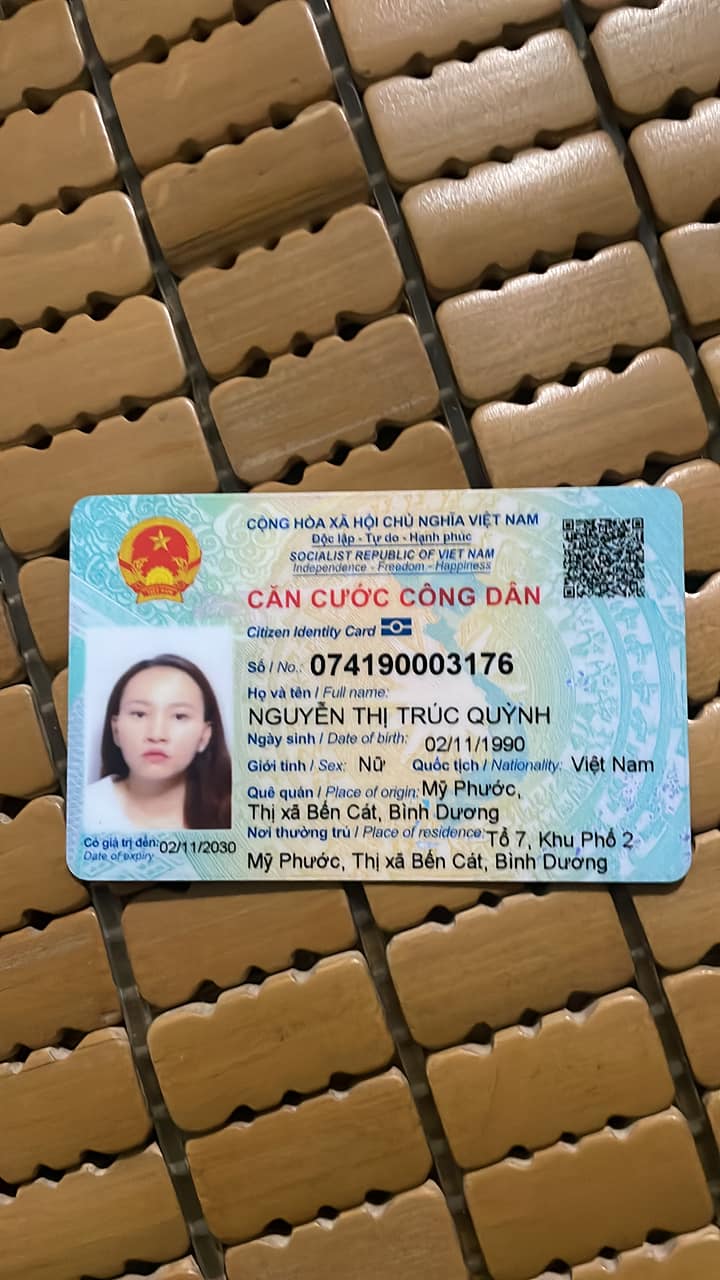 CỘNG HÒA XÃ HỘI CHỦ NGHĨA VIỆT NAM
Độc lập - Tự do - Hạnh phúc
SOCIALIST REPUBLIC OF VIET NAM
Independence - Freedom - Happiness
CĂN CƯỚC CÔNG DÂN
Citizen Identity Card
Số / No.: 074190003176
Họ và tên / Full name:
NGUYỄN THỊ TRÚC QUỲNH
Ngày sinh / Date of birth: 02/11/1990
Giới tính / Sex: Nữ Quốc tịch / Nationality: Việt Nam
Quê quán / Place of origin: Mỹ Phước,
Thị xã Bến Cát, Bình Dương
Nơi thường trú / Place of residence: Tổ 7, Khu Phố 2
Mỹ Phước, Thị xã Bến Cát, Bình Dương
Có giá trị đến: 02/11/2030
Date of expiry
VIỆT NAM